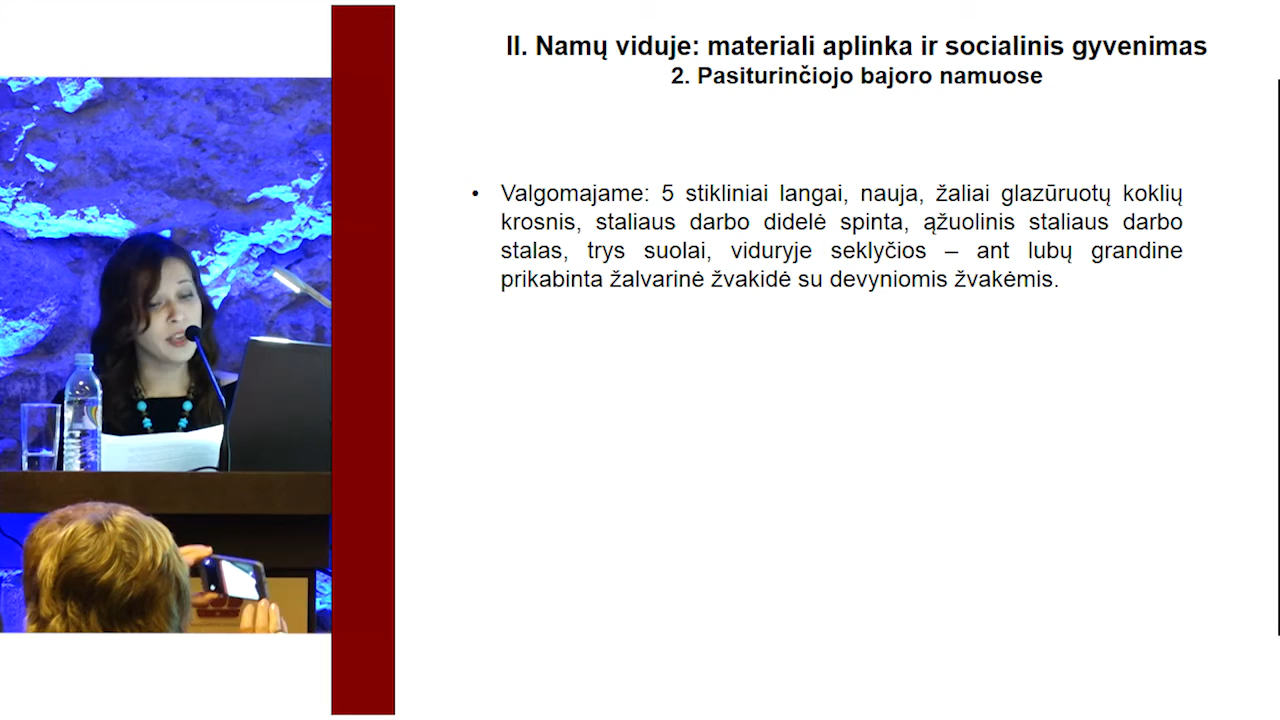 II. Namų viduje: materiali aplinka ir socialinis gyvenimas
2. Pasiturinčiojo bajoro namuose
• Valgomajame: 5 stikliniai langai, nauja, žaliai glazūruotų koklių
krosnis, staliaus darbo didelė spinta, ąžuolinis staliaus darbo
stalas, trys suolai, viduryje seklyčios – ant lubų grandine
prikabinta žalvarinė žvakidė su devyniomis žvakėmis.